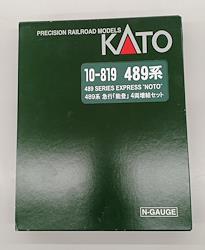 PRECISION RAILROAD MODELS
KATO
10-819 489系
489 SERIES EXPRESS "NOTO"
489系 急行「能登」 4両増結セット
N-GAUGE